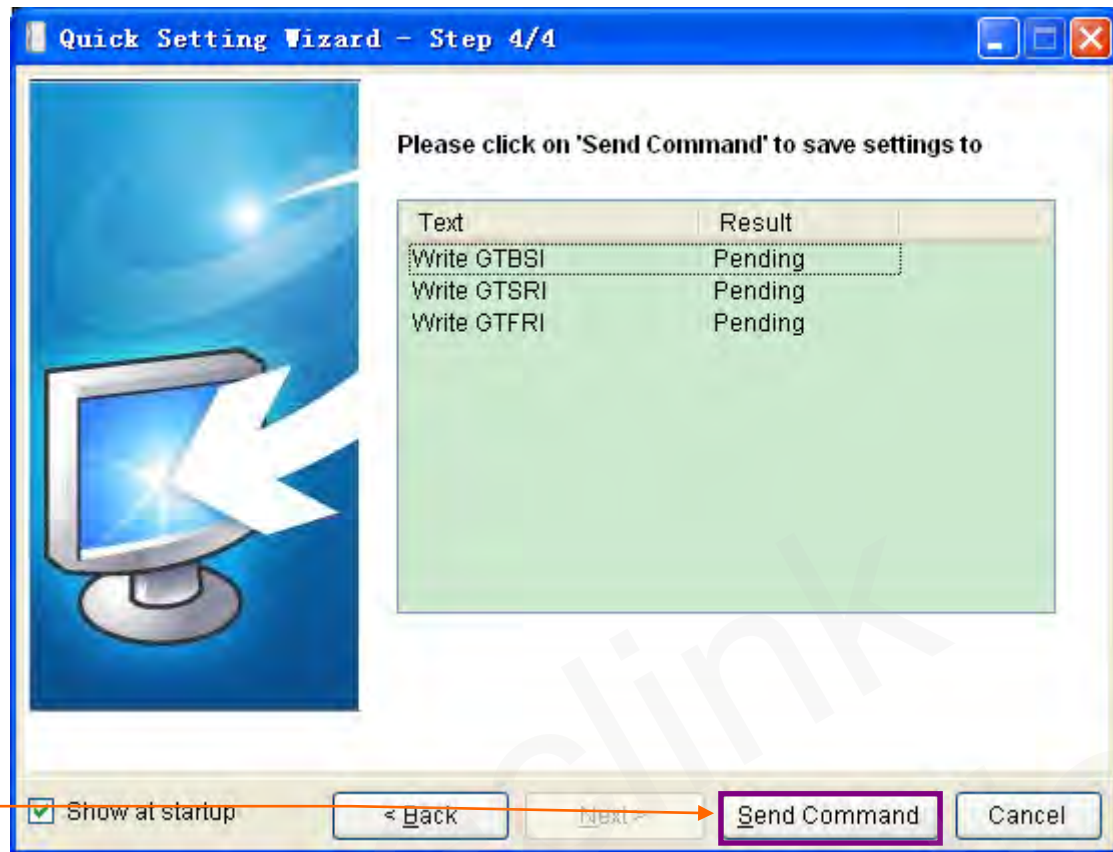 Quick Setting Wizard - Step 4/4
Please click on 'Send Command' to save settings to
Text Result
Write GTBSI Pending
Write GTSRI Pending
Write GTFRI Pending
Show at startup < Back Next > Send Command Cancel